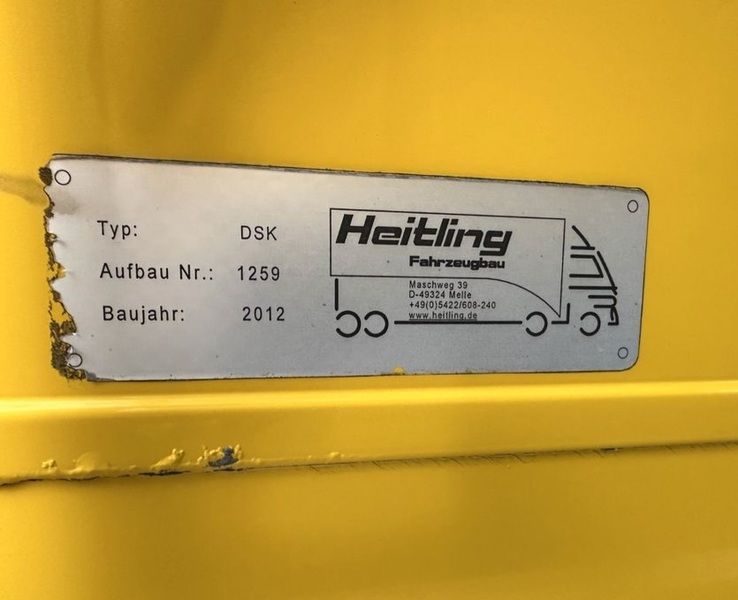 Typ: DSK
Aufbau Nr.: 1259
Baujahr: 2012
Heitling
Fahrzeugbau
Maschweg 39
D-49324 Melle
+49(0)5422/608-240
www.heitling.de